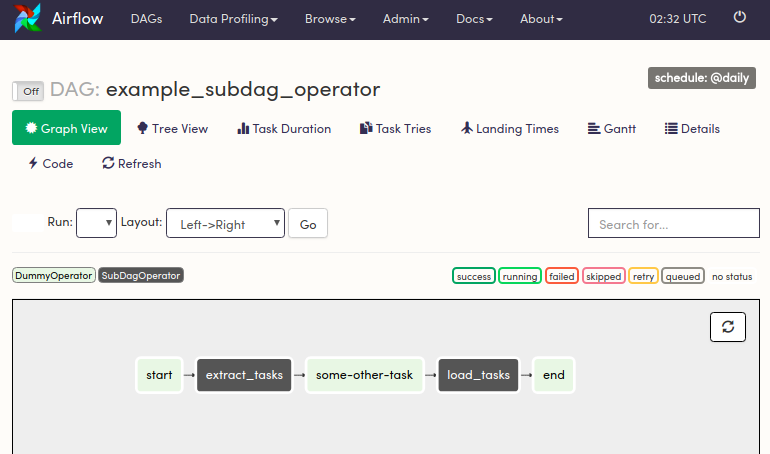 Airflow DAGs Data Profiling Browse Admin Docs About 02:32 UTC
schedule: @daily
Off DAG: example_subdag_operator
Graph View Tree View Task Duration Task Tries Landing Times Gantt Details
Code Refresh
Run: Layout: Left->Right Go Search for...
DummyOperator SubDagOperator success running failed skipped retry queued no status
start extract_tasks some-other-task load_tasks end